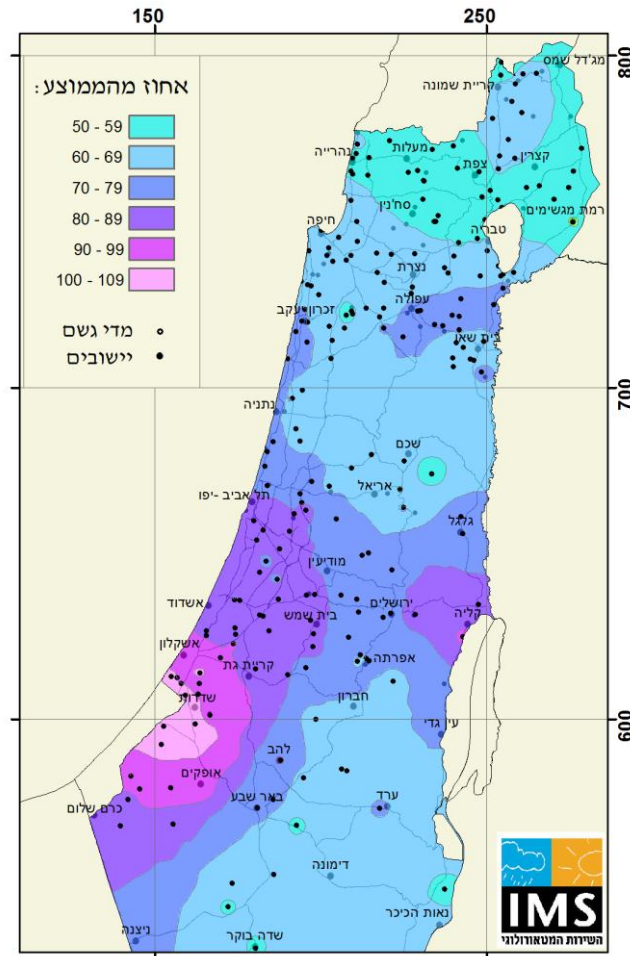 150
250
800
700
600
אחוז מהממוצע:
50 - 59
60 - 69
70 - 79
80 - 89
90 - 99
100 - 109
מדי גשם
יישובים
מג'דל שמס
קריית שמונה
מעלות
נהרייה
צפת
קצרין
סח'נין
רמת מגשימים
חיפה
טבריה
נצרת
זכרון יעקב
עפולה
בית שאן
נתניה
שכם
אריאל
תל אביב -יפו
גלגל
מודיעין
אשדוד
ירושלים
קליה
בית שמש
אשקלון
קריית גת
אפרתה
שדרות
חברון
עין גדי
להב
אופקים
באר שבע
ערד
כרם שלום
דימונה
נאות הכיכר
ניצנה
שדה בוקר
IMS
השירות המטאורולוגי